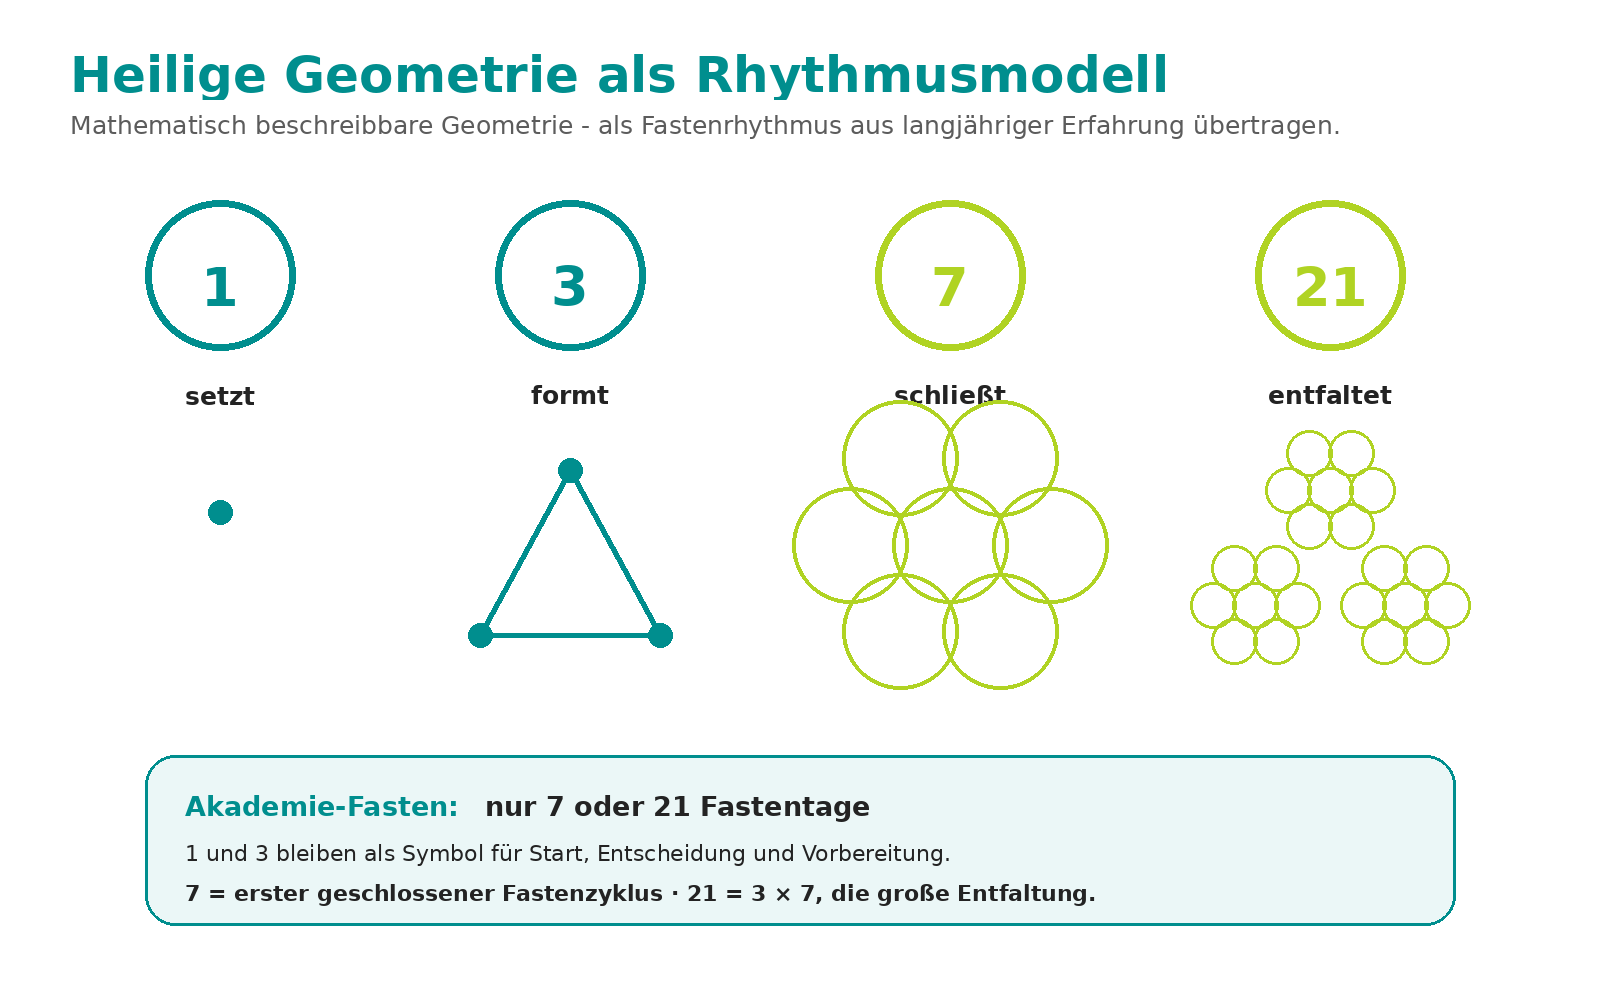 Heilige Geometrie als Rhythmusmodell
Mathematisch beschreibbare Geometrie - als Fastenrhythmus aus langjähriger Erfahrung übertragen.
1
3
7
21
setzt
formt
schließt
entfaltet
Akademie-Fasten: nur 7 oder 21 Fastentage
1 und 3 bleiben als Symbol für Start, Entscheidung und Vorbereitung.
7 = erster geschlossener Fastenzyklus · 21 = 3 × 7, die große Entfaltung.